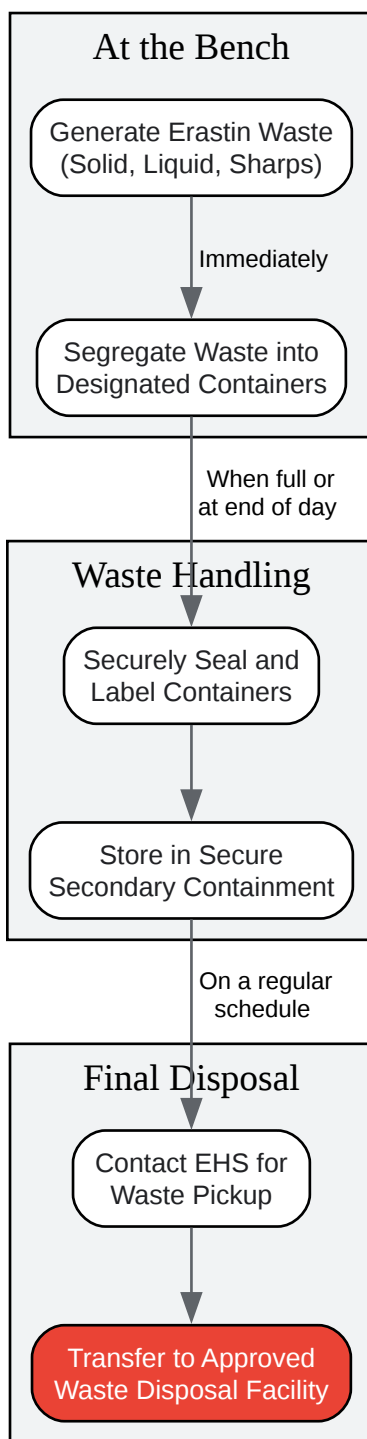 At the Bench
Generate Erastin Waste
(Solid, Liquid, Sharps)
Immediately
Segregate Waste into
Designated Containers
When full or
at end of day
Waste Handling
Securely Seal and
Label Containers
Store in Secure
Secondary Containment
On a regular
schedule
Final Disposal
Contact EHS for
Waste Pickup
Transfer to Approved
Waste Disposal Facility